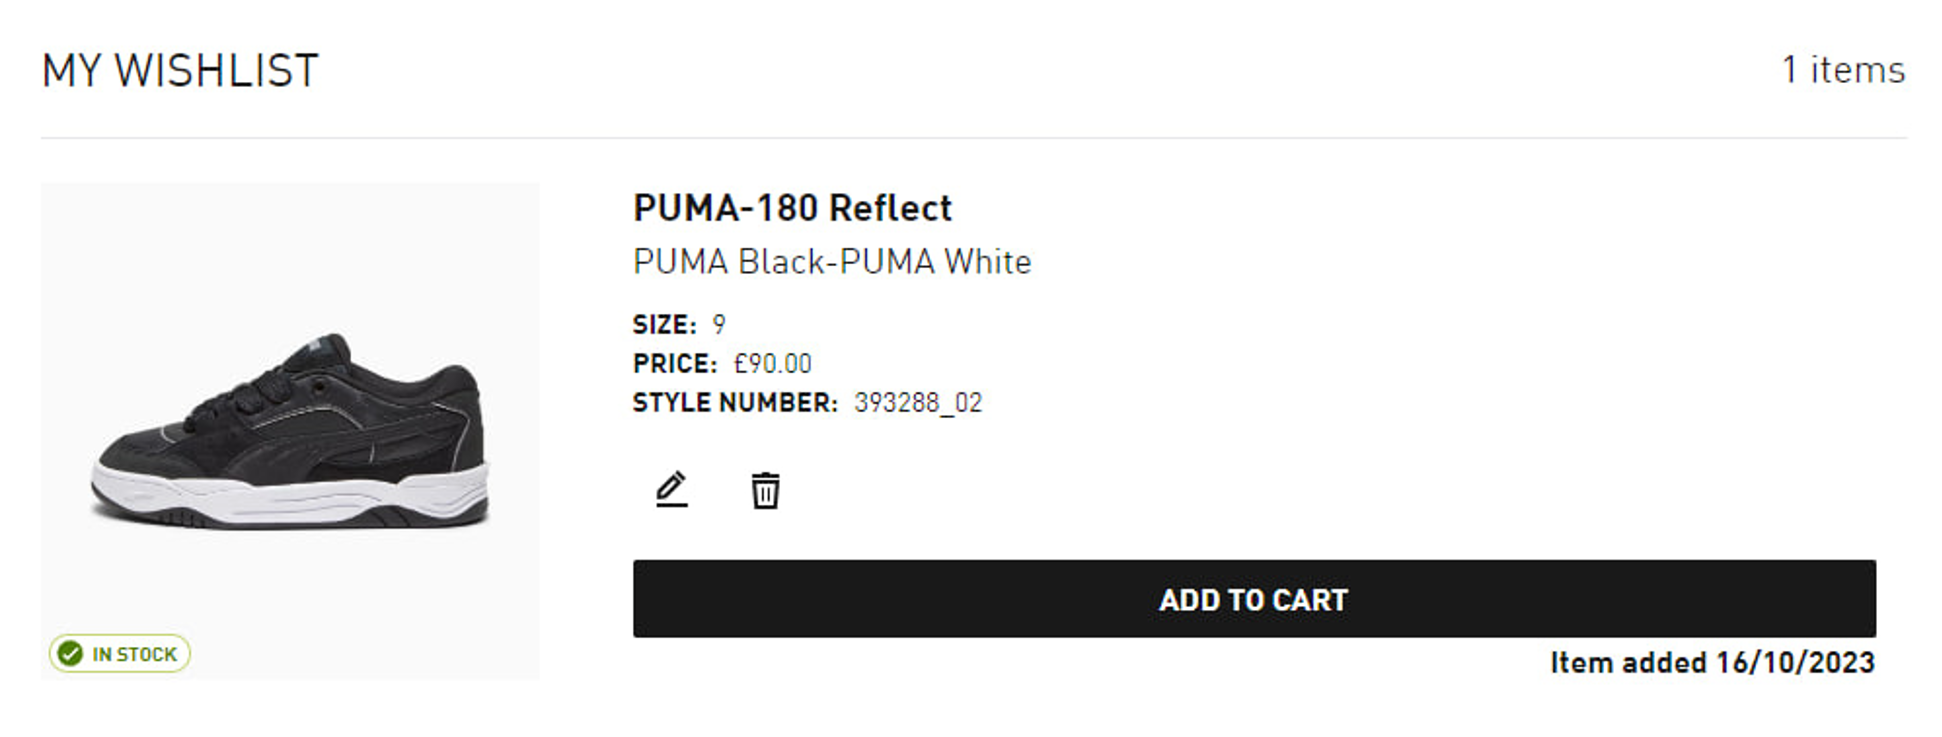 MY WISHLIST
1 items
PUMA-180 Reflect
PUMA Black-PUMA White
SIZE: 9
PRICE: £90.00
STYLE NUMBER: 393288_02
ADD TO CART
IN STOCK
Item added 16/10/2023